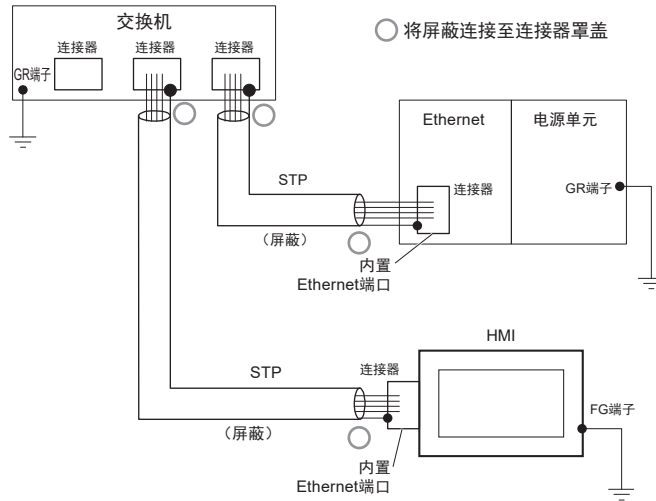 交换机
将屏蔽连接至连接器罩盖
连接器
连接器
连接器
GR端子
Ethernet
电源单元
STP
连接器
GR端子
（屏蔽）
内置
Ethernet端口
HMI
STP
连接器
FG端子
（屏蔽）
内置
Ethernet端口